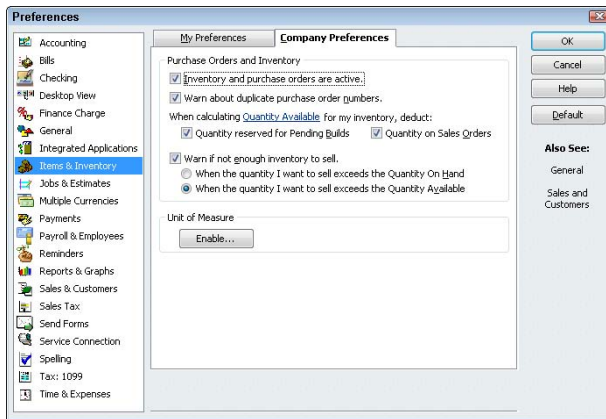 Preferences
Accounting
Bills
Checking
Desktop View
Finance Charge
General
Integrated Applications
Items & Inventory
Jobs & Estimates
Multiple Currencies
Payments
Payroll & Employees
Reminders
Reports & Graphs
Sales & Customers
Sales Tax
Send Forms
Service Connection
Spelling
Tax: 1099
Time & Expenses
My Preferences
Company Preferences
Purchase Orders and Inventory
Inventory and purchase orders are active.
Warn about duplicate purchase order numbers.
When calculating Quantity Available for my inventory, deduct:
Quantity reserved for Pending Builds
Quantity on Sales Orders
Warn if not enough inventory to sell.
When the quantity I want to sell exceeds the Quantity On Hand
When the quantity I want to sell exceeds the Quantity Available
Unit of Measure
Enable...
OK
Cancel
Help
Default
Also See:
General
Sales and
Customers